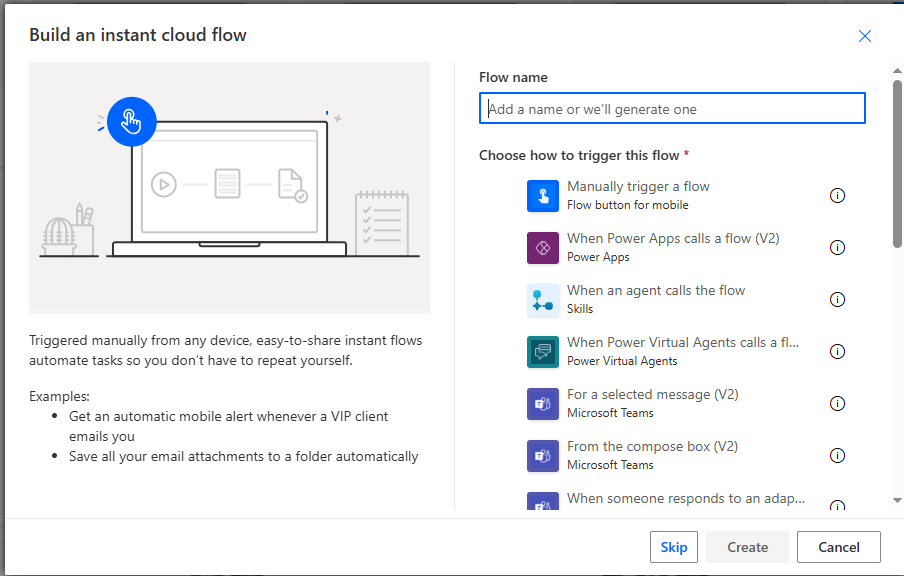 Build an instant cloud flow
Triggered manually from any device, easy-to-share instant flows
automate tasks so you don't have to repeat yourself.
Examples:
• Get an automatic mobile alert whenever a VIP client
emails you
• Save all your email attachments to a folder automatically
Flow name
Add a name or we'll generate one
Choose how to trigger this flow *
Manually trigger a flow
Flow button for mobile
When Power Apps calls a flow (V2)
Power Apps
When an agent calls the flow
Skills
When Power Virtual Agents calls a fl...
Power Virtual Agents
For a selected message (V2)
Microsoft Teams
From the compose box (V2)
Microsoft Teams
When someone responds to an adap...
Skip
Create
Cancel